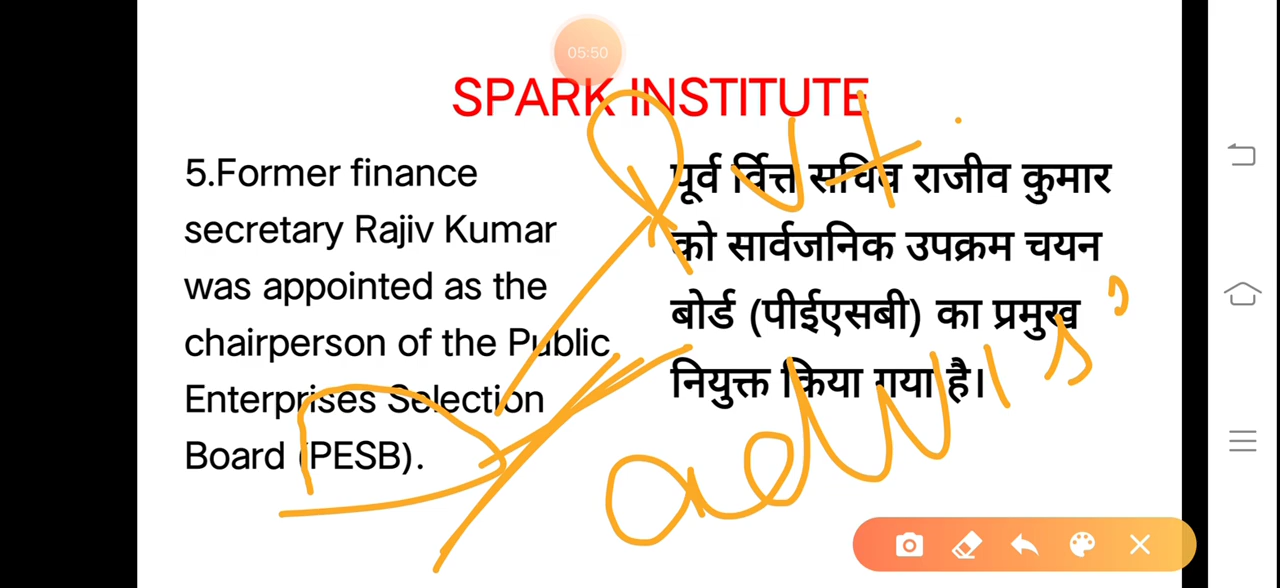 05:50
SPARK INSTITUTE
5.Former finance
secretary Rajiv Kumar
was appointed as the
chairperson of the Public
Enterprises Selection
Board (PESB).
पूर्व र्वित्त सचिव राजीव कुमार
को सार्वजनिक उपक्रम चयन
बोर्ड (पीईएसबी) का प्रमुख
नियुक्त किया गया है।